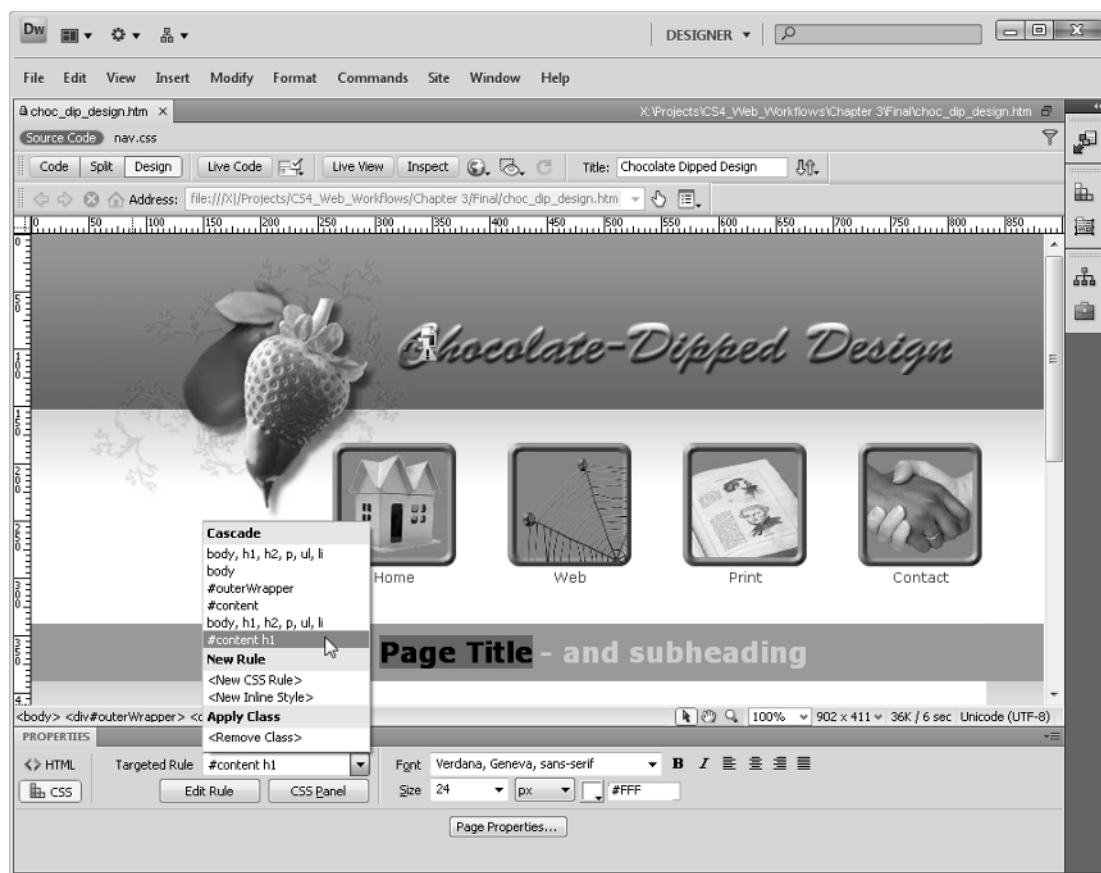 Dw DESIGNER
File Edit View Insert Modify Format Commands Site Window Help
choc_dip_design.htm × X:\Projects\CS4_Web_Workflows\Chapter 3\Final\choc_dip_design.htm
Source Code nav.css
Code Split Design Live Code Live View Inspect Title: Chocolate Dipped Design
Address: file:///X|/Projects/CS4_Web_Workflows/Chapter 3/Final/choc_dip_design.htm
0 50 100 150 200 250 300 350 400 450 500 550 600 650 700 750 800 850
Chocolate-Dipped Design
Home Web Print Contact
Page Title - and subheading
Cascade
body, h1, h2, p, ul, li
body
#outerWrapper
#content
body, h1, h2, p, ul, li
#content h1
New Rule
<New CSS Rule>
<New Inline Style>
Apply Class
<Remove Class>
<body> <div#outerWrapper> 100% 902 x 411 36K / 6 sec Unicode (UTF-8)
PROPERTIES
<> HTML Targeted Rule #content h1 Font Verdana, Geneva, sans-serif B I
CSS Edit Rule CSS Panel Size 24 px #FFF
Page Properties...